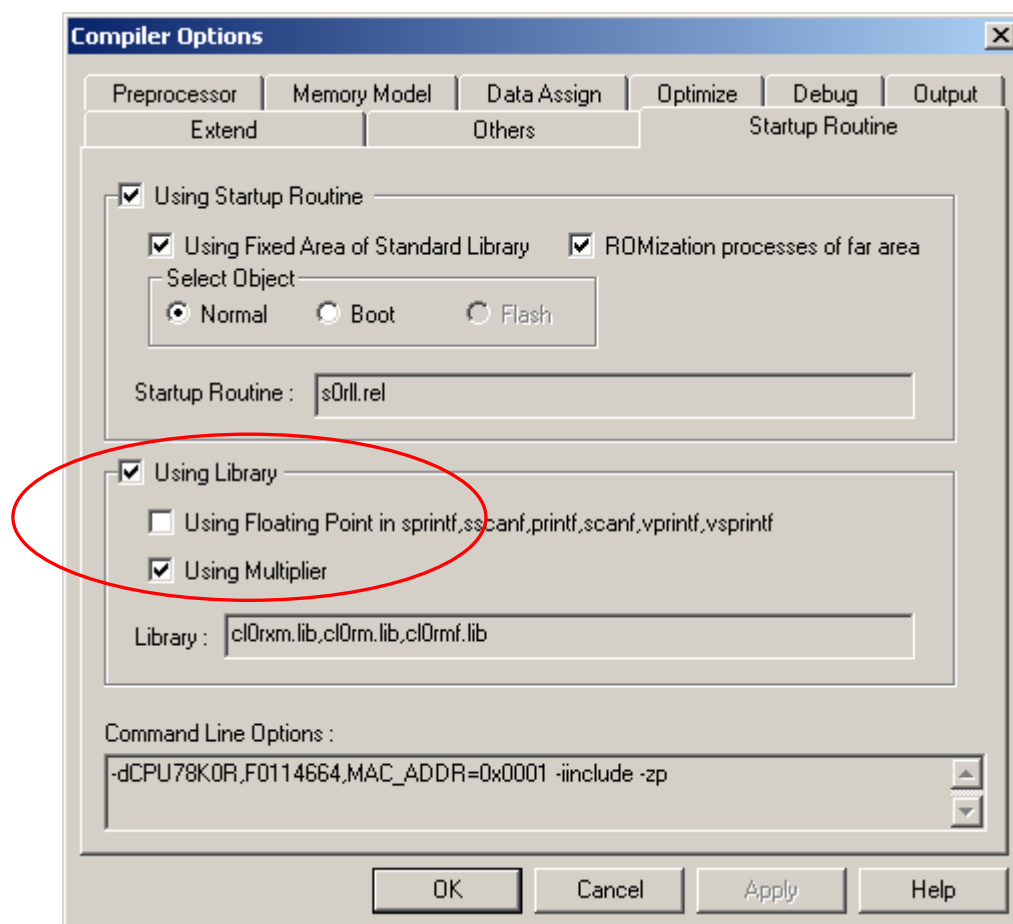 Compiler Options
Preprocessor Memory Model Data Assign Optimize Debug Output
Extend Others Startup Routine
Using Startup Routine
Using Fixed Area of Standard Library ROMization processes of far area
Select Object
Normal Boot Flash
Startup Routine : s0rll.rel
Using Library
Using Floating Point in sprintf,sscanf,printf,scanf,vprintf,vsprintf
Using Multiplier
Library : cl0rxm.lib,cl0rm.lib,cl0rmf.lib
Command Line Options :
-dCPU78K0R,F0114664,MAC_ADDR=0x0001 -iinclude -zp
OK Cancel Apply Help